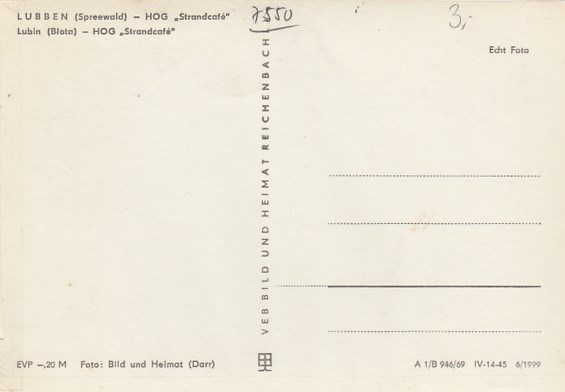 LUBBEN (Spreewald) – HOG „Strandcafé"
Lubin (Błota) – HOG „Strandcafé"
7550
3,-
Echt Foto
VEB BILD UND HEIMAT REICHENBACH
EVP –,20 M Foto: Bild und Heimat (Darr)
A 1/B 946/69 IV-14-45 6/1999